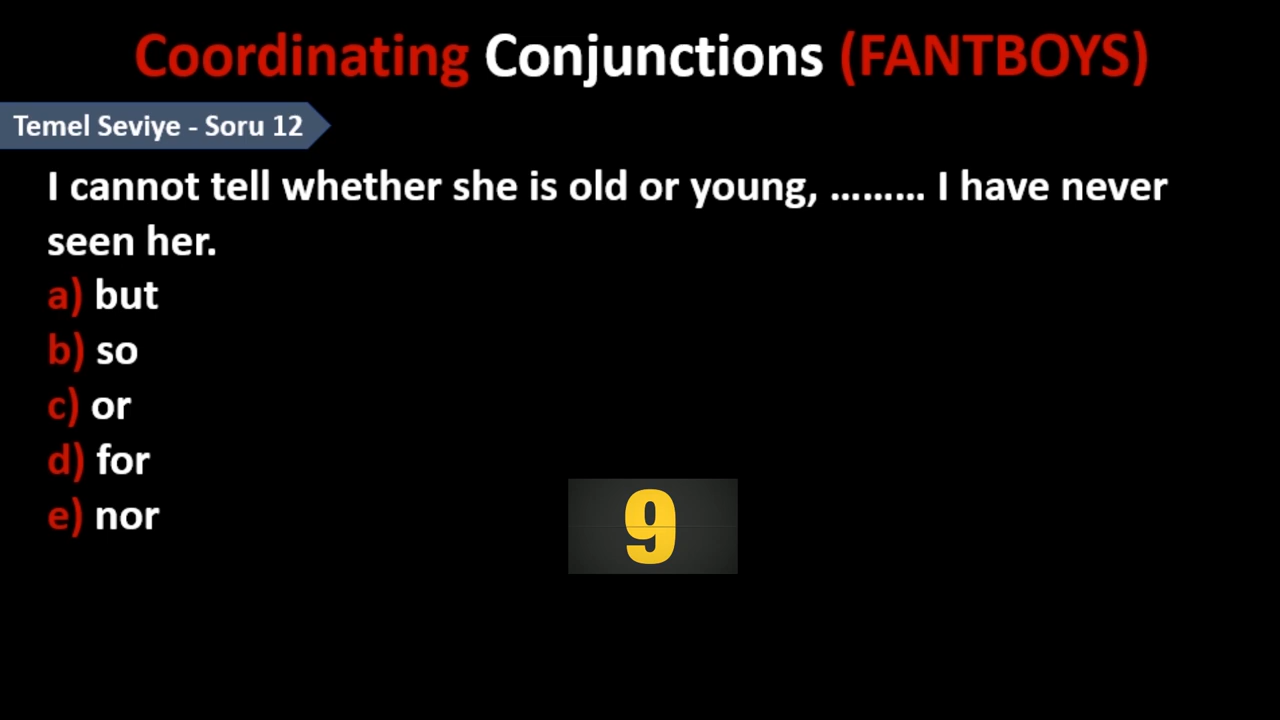 Coordinating Conjunctions (FANTBOYS)
Temel Seviye - Soru 12
I cannot tell whether she is old or young, ......... I have never
seen her.
a) but
b) so
c) or
d) for
e) nor
9